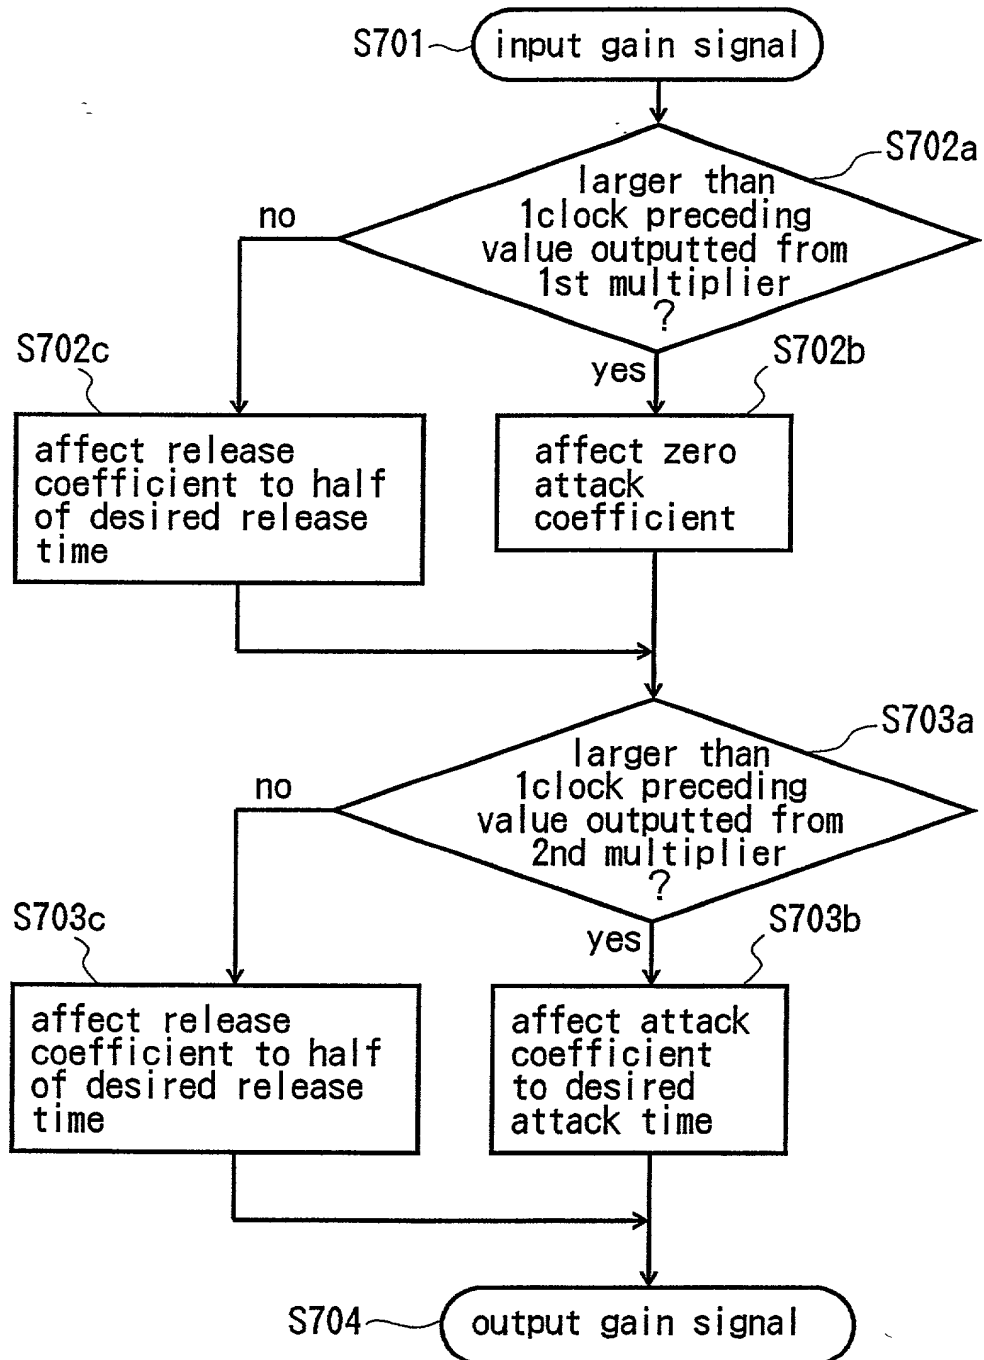 S701
input gain signal
S702a
larger than
1clock preceding
value outputted from
1st multiplier
?
no
yes
S702c
affect release
coefficient to half
of desired release
time
S702b
affect zero
attack
coefficient
S703a
larger than
1clock preceding
value outputted from
2nd multiplier
?
no
yes
S703c
affect release
coefficient to half
of desired release
time
S703b
affect attack
coefficient
to desired
attack time
S704
output gain signal